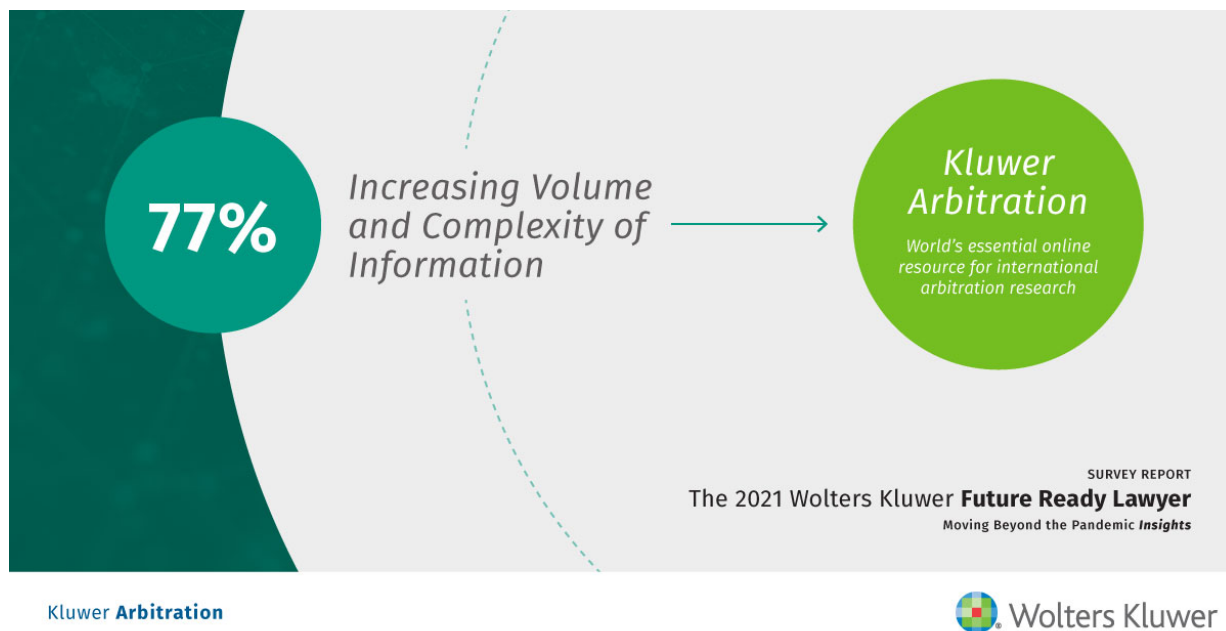 77%
Increasing Volume
and Complexity of
Information
Kluwer
Arbitration
World’s essential online
resource for international
arbitration research
SURVEY REPORT
The 2021 Wolters Kluwer Future Ready Lawyer
Moving Beyond the Pandemic Insights
Kluwer Arbitration
Wolters Kluwer